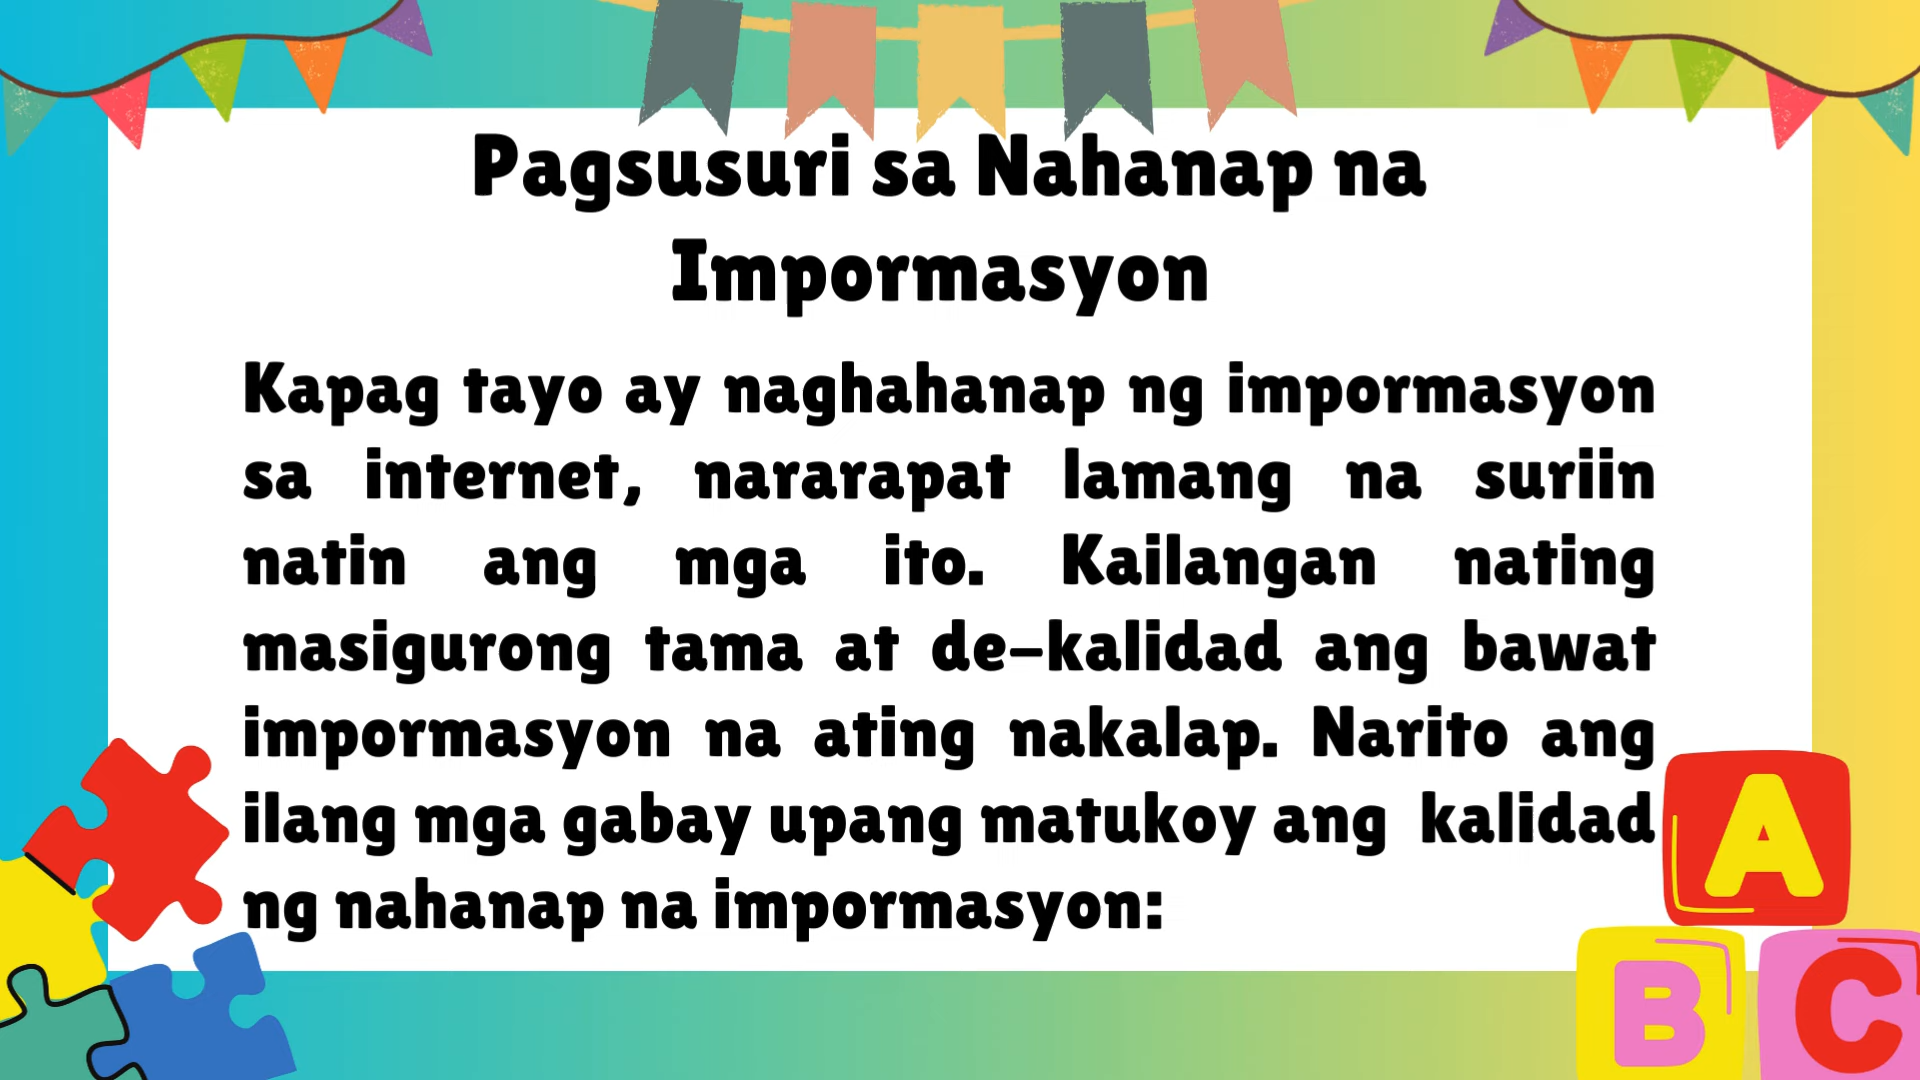 Pagsusuri sa Nahanap na
Impormasyon
Kapag tayo ay naghahanap ng impormasyon
sa internet, nararapat lamang na suriin
natin ang mga ito. Kailangan nating
masigurong tama at de-kalidad ang bawat
impormasyon na ating nakalap. Narito ang
ilang mga gabay upang matukoy ang kalidad
ng nahanap na impormasyon:
A
B C